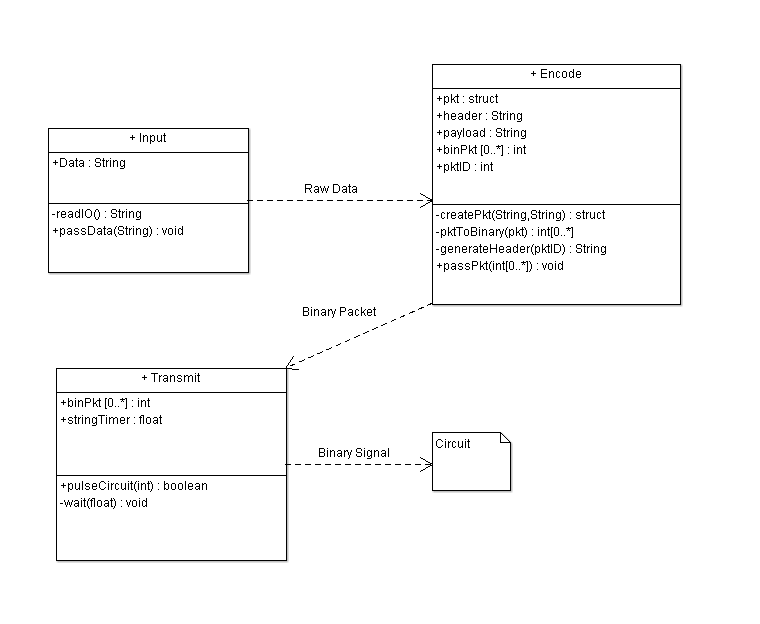 + Input
+Data : String
-readIO() : String
+passData(String) : void
Raw Data
+ Encode
+pkt : struct
+header : String
+payload : String
+binPkt [0..*] : int
+pktID : int
-createPkt(String,String) : struct
-pktToBinary(pkt) : int[0..*]
-generateHeader(pktID) : String
+passPkt(int[0..*]) : void
Binary Packet
+ Transmit
+binPkt [0..*] : int
+stringTimer : float
+pulseCircuit(int) : boolean
-wait(float) : void
Binary Signal
Circuit